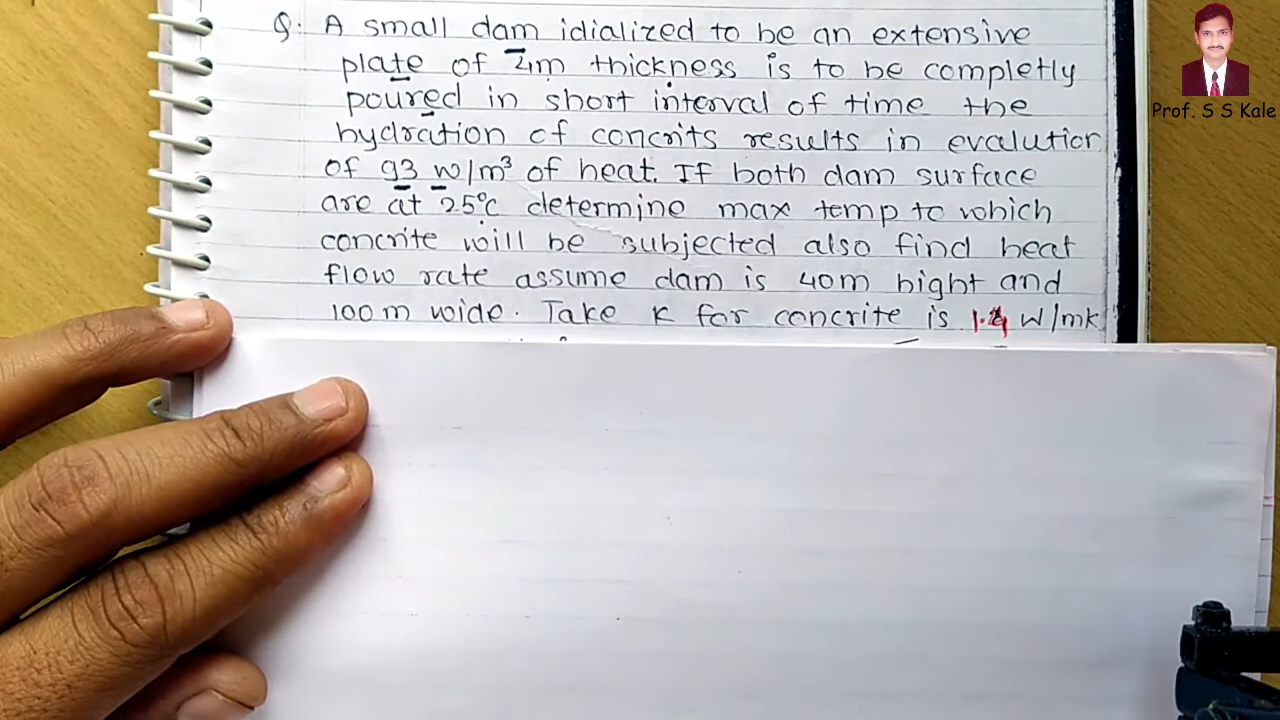 Q. A small dam idialized to be an extensive
plate of 4m thickness is to be completly
poured in short interval of time the
hydration of concrits results in evalution
of 93 w/m³ of heat. If both dam surface
are at 25°c determine max temp to which
concrite will be subjected also find heat
flow rate assume dam is 40m hight and
100m wide. Take K for concrite is 1.4 W/mk
Prof. S S Kale